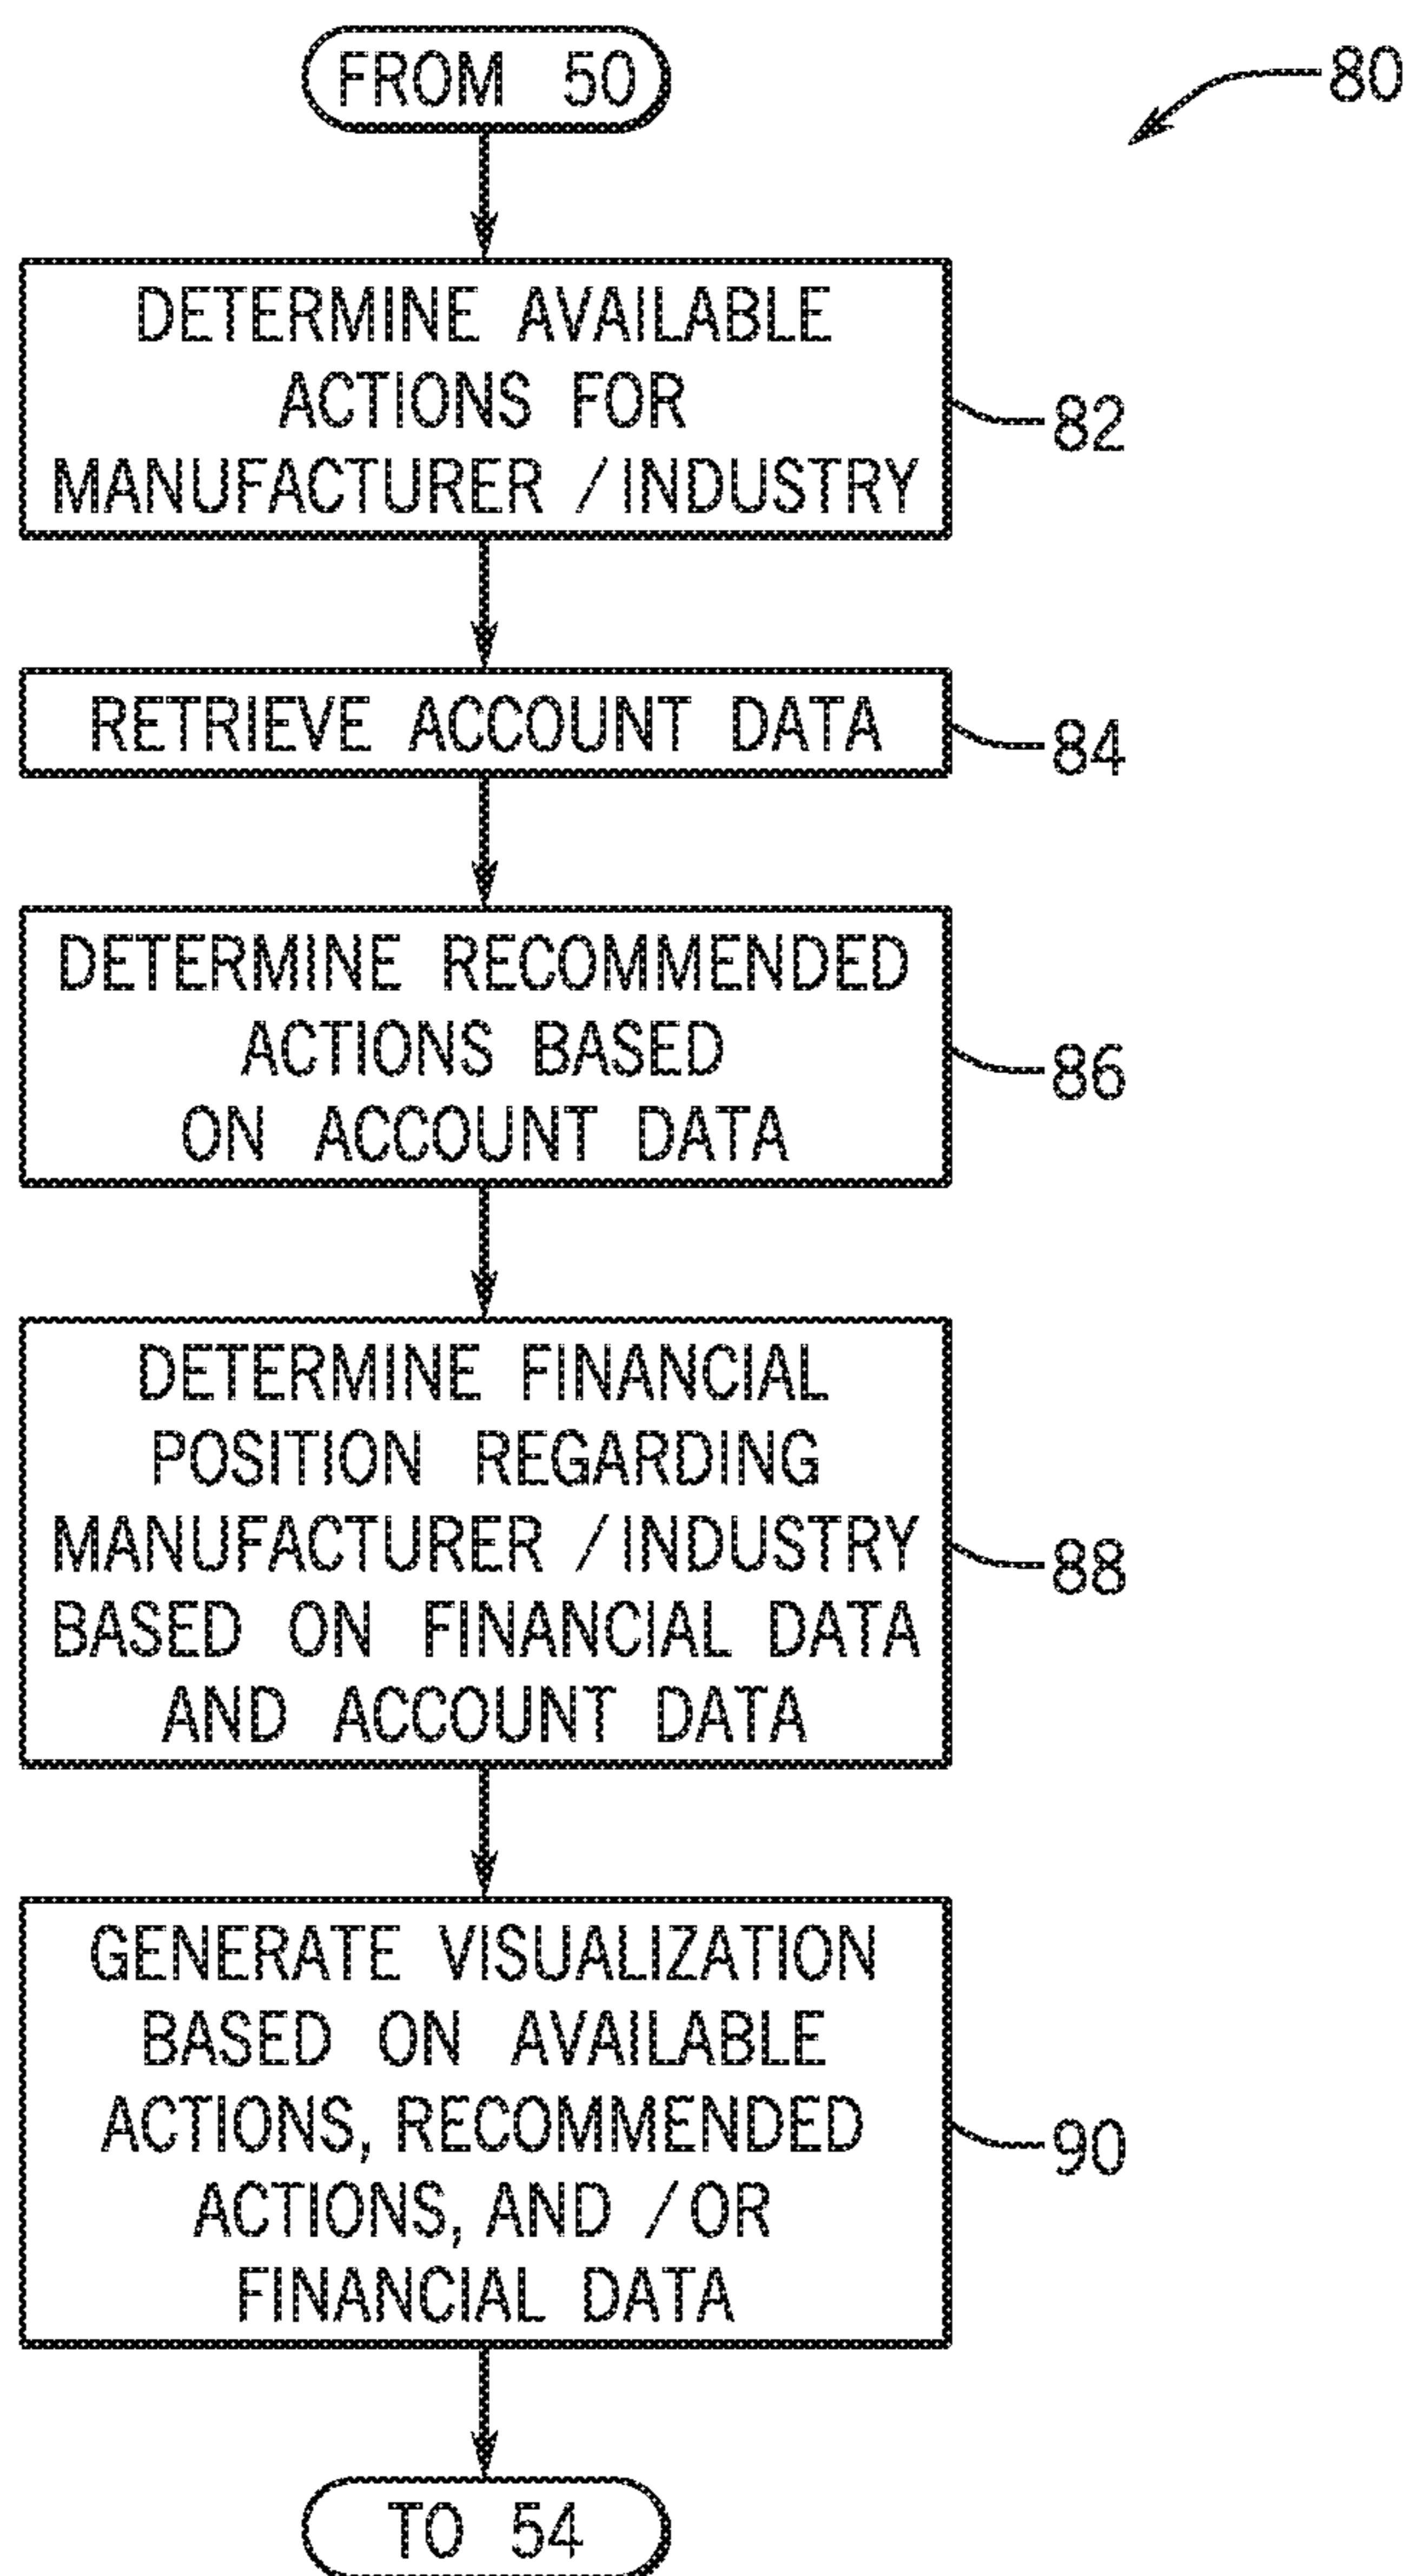 FROM 50
80
DETERMINE AVAILABLE
ACTIONS FOR
MANUFACTURER / INDUSTRY
82
RETRIEVE ACCOUNT DATA
84
DETERMINE RECOMMENDED
ACTIONS BASED
ON ACCOUNT DATA
86
DETERMINE FINANCIAL
POSITION REGARDING
MANUFACTURER / INDUSTRY
BASED ON FINANCIAL DATA
AND ACCOUNT DATA
88
GENERATE VISUALIZATION
BASED ON AVAILABLE
ACTIONS, RECOMMENDED
ACTIONS, AND / OR
FINANCIAL DATA
90
TO 54